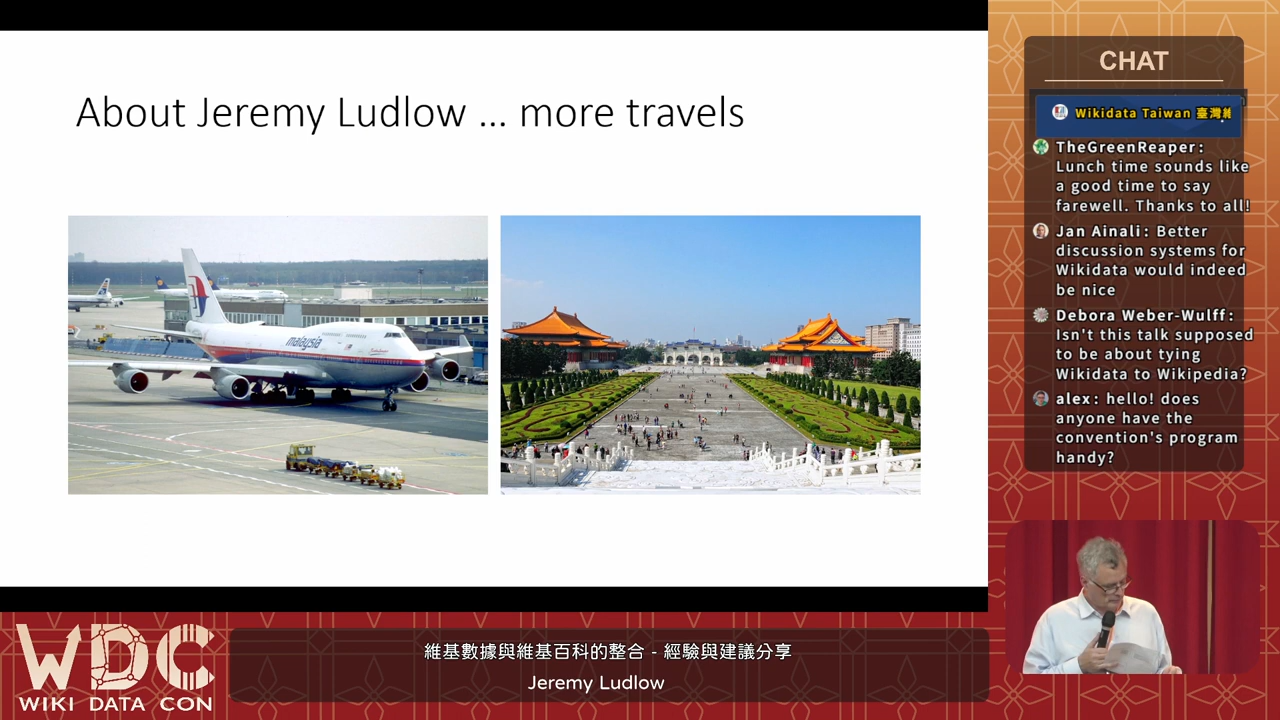 About Jeremy Ludlow ... more travels
malaysia
CHAT
Wikidata Taiwan 臺灣維
TheGreenReaper:
Lunch time sounds like
a good time to say
farewell. Thanks to all!
Jan Ainali: Better
discussion systems for
Wikidata would indeed
be nice
Debora Weber-Wulff:
Isn't this talk supposed
to be about tying
Wikidata to Wikipedia?
alex: hello! does
anyone have the
convention's program
handy?
WDC
WIKI DATA CON
維基數據與維基百科的整合 - 經驗與建議分享
Jeremy Ludlow